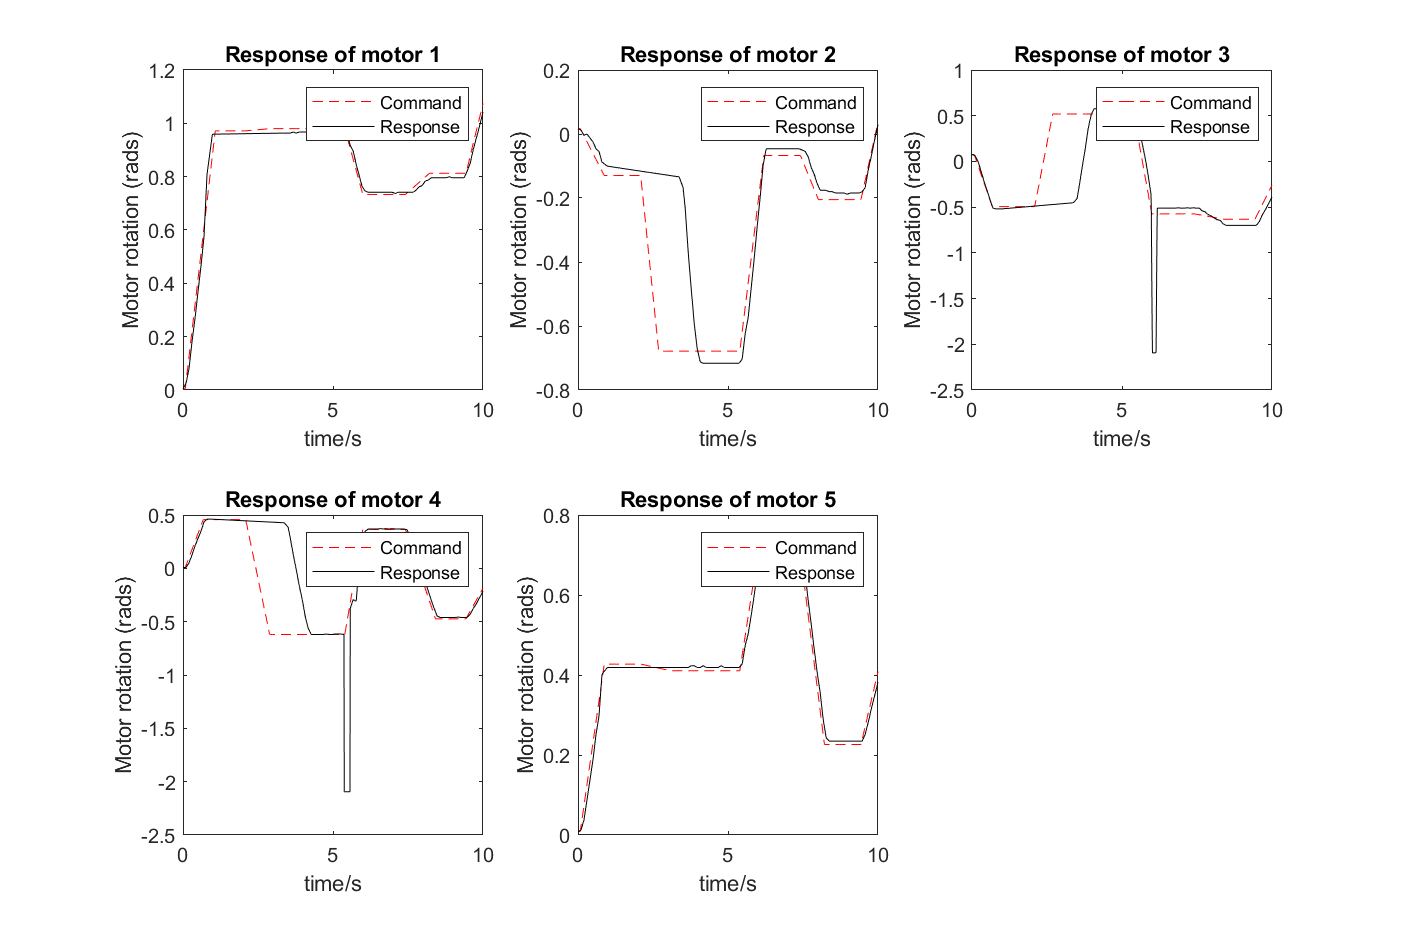 Response of motor 1
1.2
1
0.8
0.6
0.4
0.2
0
Motor rotation (rads)
Command
Response
0 5 10
time/s
Response of motor 2
0.2
0
-0.2
-0.4
-0.6
-0.8
Motor rotation (rads)
Command
Response
0 5 10
time/s
Response of motor 3
1
0.5
0
-0.5
-1
-1.5
-2
-2.5
Motor rotation (rads)
Command
Response
0 5 10
time/s
Response of motor 4
0.5
0
-0.5
-1
-1.5
-2
-2.5
Motor rotation (rads)
Command
Response
0 5 10
time/s
Response of motor 5
0.8
0.6
0.4
0.2
0
Motor rotation (rads)
Command
Response
0 5 10
time/s